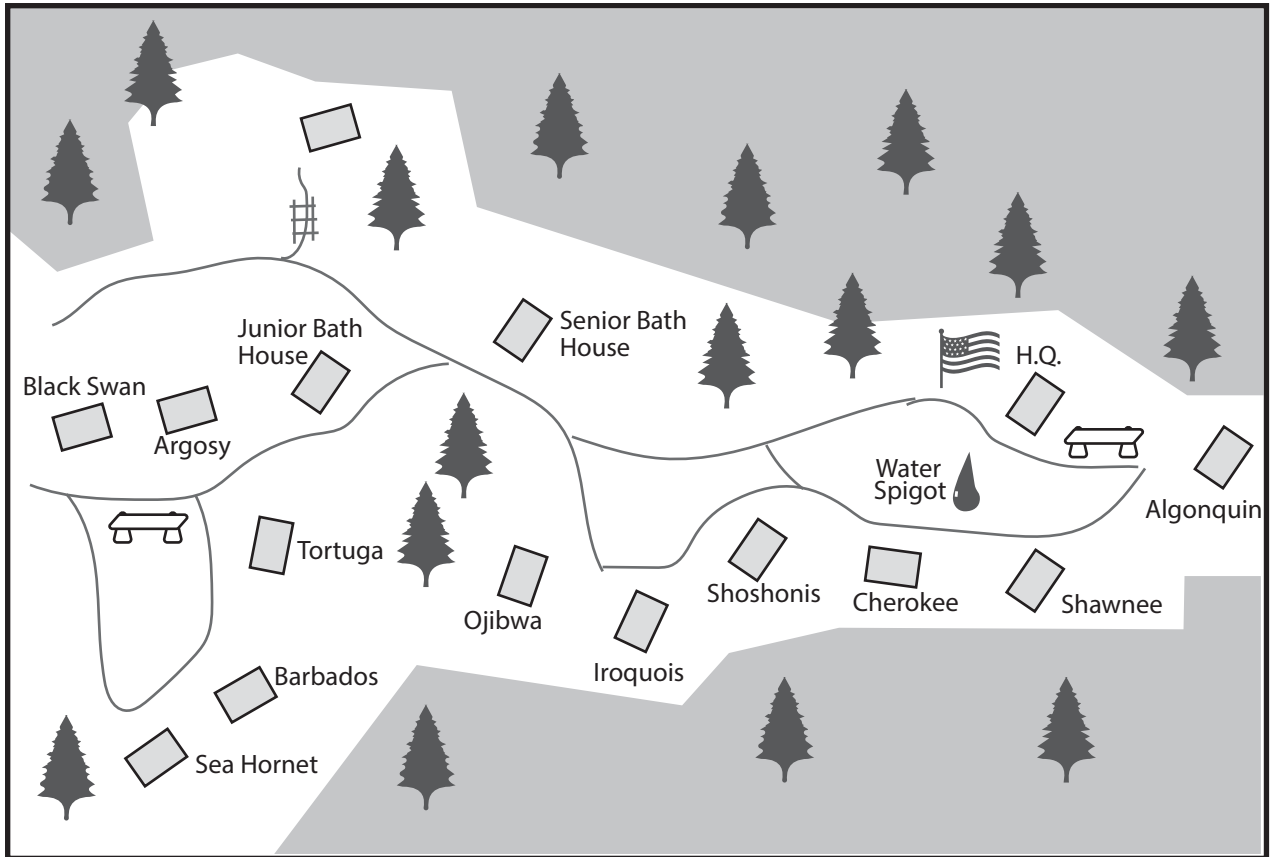 Junior Bath
House
Senior Bath
House
H.Q.
Black Swan
Argosy
Water
Spigot
Algonquin
Tortuga
Shoshonis
Cherokee
Shawnee
Ojibwa
Iroquois
Barbados
Sea Hornet